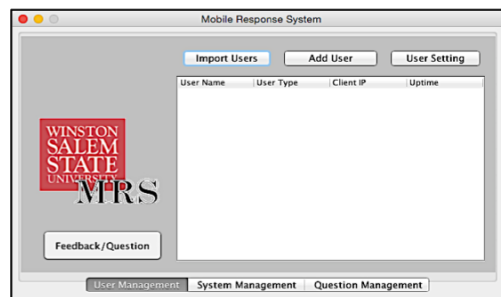 Mobile Response System
Import Users Add User User Setting
User Name User Type Client IP Uptime
WINSTON
SALEM
STATE
UNIVERSITY
MRS
Feedback/Question
User Management System Management Question Management